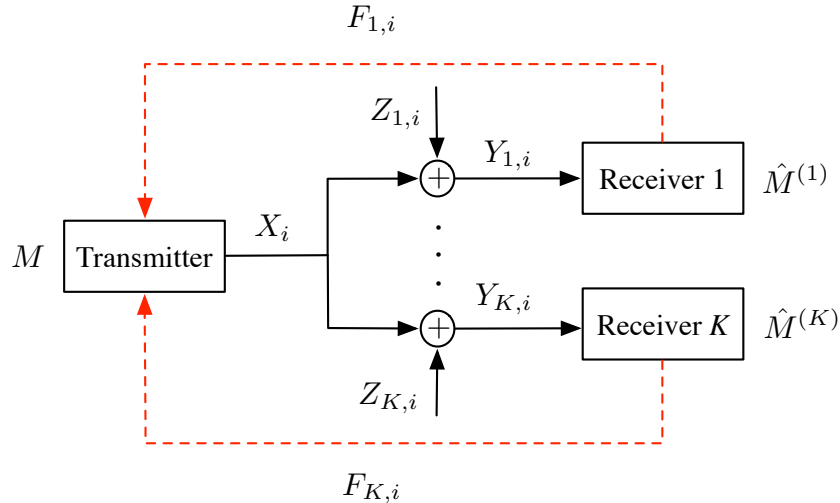 F_{1,i}
Z_{1,i}
Y_{1,i}
Receiver 1
\hat{M}^{(1)}
M
Transmitter
X_i
+
Y_{K,i}
Receiver K
\hat{M}^{(K)}
+
Z_{K,i}
F_{K,i}